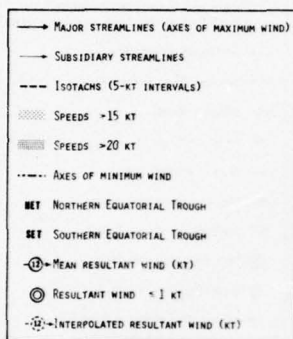 MAJOR STREAMLINES (AXES OF MAXIMUM WIND)
SUBSIDIARY STREAMLINES
ISOTACHS (5-KT INTERVALS)
SPEEDS >15 KT
SPEEDS >20 KT
AXES OF MINIMUM WIND
NET NORTHERN EQUATORIAL TROUGH
SET SOUTHERN EQUATORIAL TROUGH
12 MEAN RESULTANT WIND (KT)
RESULTANT WIND ≤ 1 KT
12 INTERPOLATED RESULTANT WIND (KT)